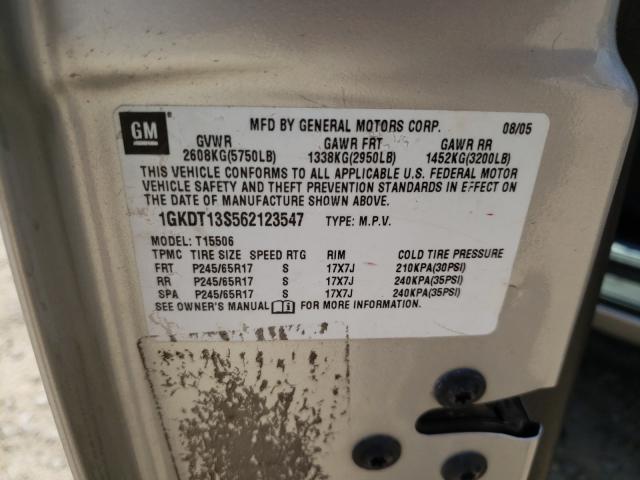 GM
MFD BY GENERAL MOTORS CORP. 08/05
GVWR GAWR FRT GAWR RR
2608KG(5750LB) 1338KG(2950LB) 1452KG(3200LB)
THIS VEHICLE CONFORMS TO ALL APPLICABLE U.S. FEDERAL MOTOR
VEHICLE SAFETY AND THEFT PREVENTION STANDARDS IN EFFECT ON
THE DATE OF MANUFACTURE SHOWN ABOVE.
1GKDT13S562123547 TYPE: M.P.V.
MODEL: T15506
TPMC TIRE SIZE SPEED RTG RIM COLD TIRE PRESSURE
FRT P245/65R17 S 17X7J 210KPA(30PSI)
RR P245/65R17 S 17X7J 240KPA(35PSI)
SPA P245/65R17 S 17X7J 240KPA(35PSI)
SEE OWNER'S MANUAL FOR MORE INFORMATION.